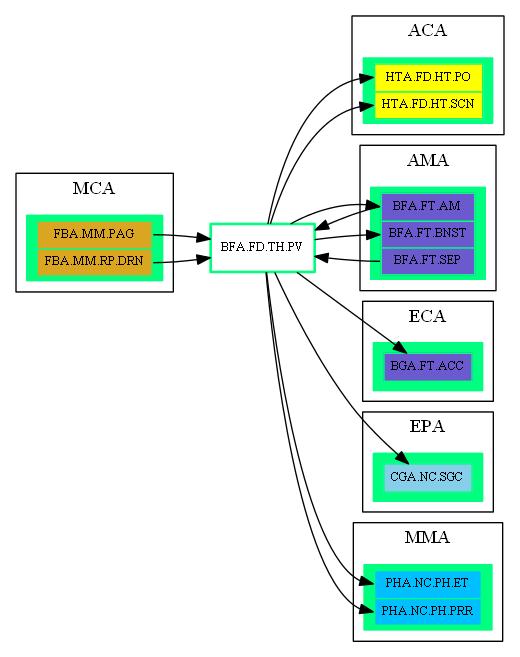 ACA
HTA.FD.HT.PO
HTA.FD.HT.SCN
AMA
BFA.FT.AM
BFA.FT.BNST
BFA.FT.SEP
MCA
FBA.MM.PAG
FBA.MM.RP.DRN
BFA.FD.TH.PV
ECA
BGA.FT.ACC
EPA
CGA.NC.SGC
MMA
PHA.NC.PH.ET
PHA.NC.PH.PRR